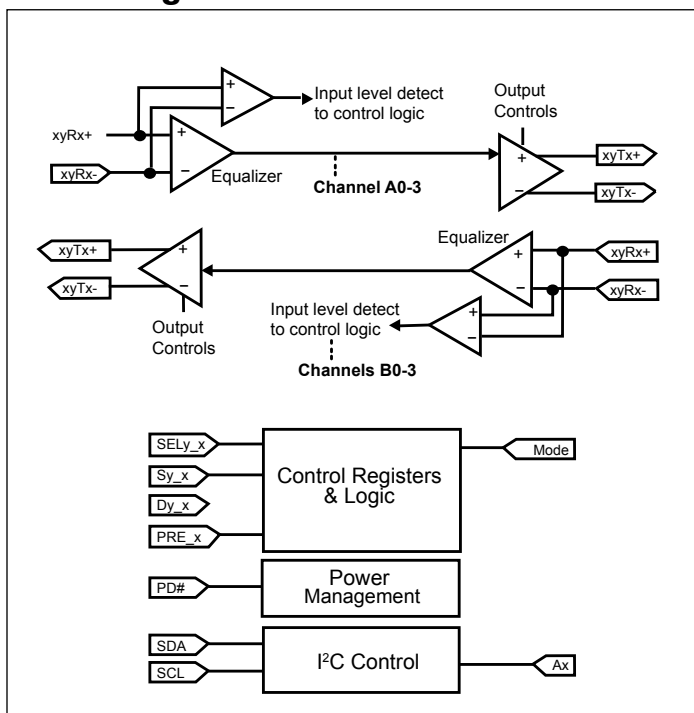 Input level detect
to control logic
Output
Controls
+
−
xyRx+
xyRx-
+
−
Equalizer
Channel A0-3
+
−
xyTx+
xyTx-
xyTx+
xyTx-
+
−
Output
Controls
Equalizer
+
−
xyRx+
xyRx-
Input level detect
to control logic
+
−
Channels B0-3
SELy_x
Sy_x
Dy_x
PRE_x
Control Registers
& Logic
Mode
PD#
Power
Management
SDA
SCL
I²C Control
Ax